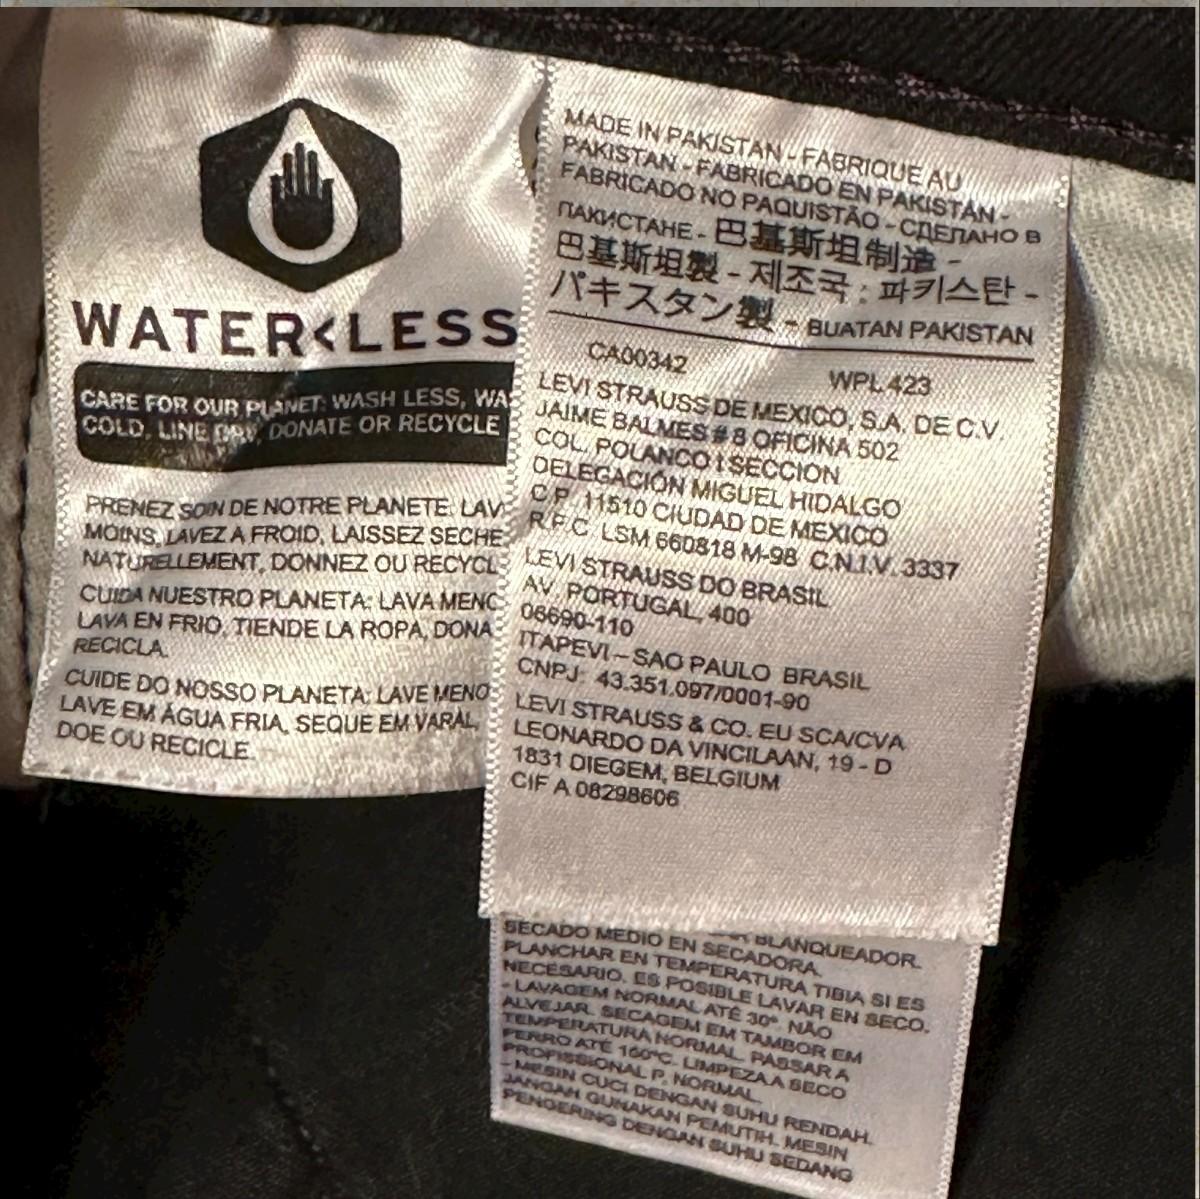 WATER<LESS
CARE FOR OUR PLANET: WASH LESS, WAS
COLD, LINE DRY, DONATE OR RECYCLE
PRENEZ SOIN DE NOTRE PLANETE: LAV
MOINS, LAVEZ A FROID, LAISSEZ SECHE
NATURELLEMENT, DONNEZ OU RECYCL
CUIDA NUESTRO PLANETA: LAVA MENO
LAVA EN FRIO, TIENDE LA ROPA, DONA
RECICLA.
CUIDE DO NOSSO PLANETA: LAVE MENO
LAVE EM ÁGUA FRIA, SEQUE EM VARAL,
DOE OU RECICLE.
MADE IN PAKISTAN - FABRIQUE AU
PAKISTAN - FABRICADO EN PAKISTAN -
FABRICADO NO PAQUISTÃO - СДЕЛАНО В
ПАКИСТАНЕ - 巴基斯坦制造 -
巴基斯坦製 - 제조국 : 파키스탄 -
パキスタン製 - BUATAN PAKISTAN
CA00342 WPL 423
LEVI STRAUSS DE MEXICO, S.A. DE C.V.
JAIME BALMES # 8 OFICINA 502
COL. POLANCO I SECCION
DELEGACIÓN MIGUEL HIDALGO
C.P. 11510 CIUDAD DE MEXICO
R.F.C. LSM 660818 M-98 C.N.I.V. 3337
LEVI STRAUSS DO BRASIL
AV. PORTUGAL, 400
06690-110
ITAPEVI – SAO PAULO BRASIL
CNPJ: 43.351.097/0001-90
LEVI STRAUSS & CO. EU SCA/CVA
LEONARDO DA VINCILAAN, 19 - D
1831 DIEGEM, BELGIUM
CIF A 08298606
BLANQUEADOR.
SECADO MEDIO EN SECADORA.
PLANCHAR EN TEMPERATURA TIBIA SI ES
NECESARIO. ES POSIBLE LAVAR EN SECO.
- LAVAGEM NORMAL ATÉ 30°. NÃO
ALVEJAR. SECAGEM EM TAMBOR EM
TEMPERATURA NORMAL. PASSAR A
FERRO ATÉ 150°C. LIMPEZA A SECO
PROFISSIONAL P, NORMAL.
- MESIN CUCI DENGAN SUHU RENDAH.
JANGAN GUNAKAN PEMUTIH. MESIN
PENGERING DENGAN SUHU SEDANG